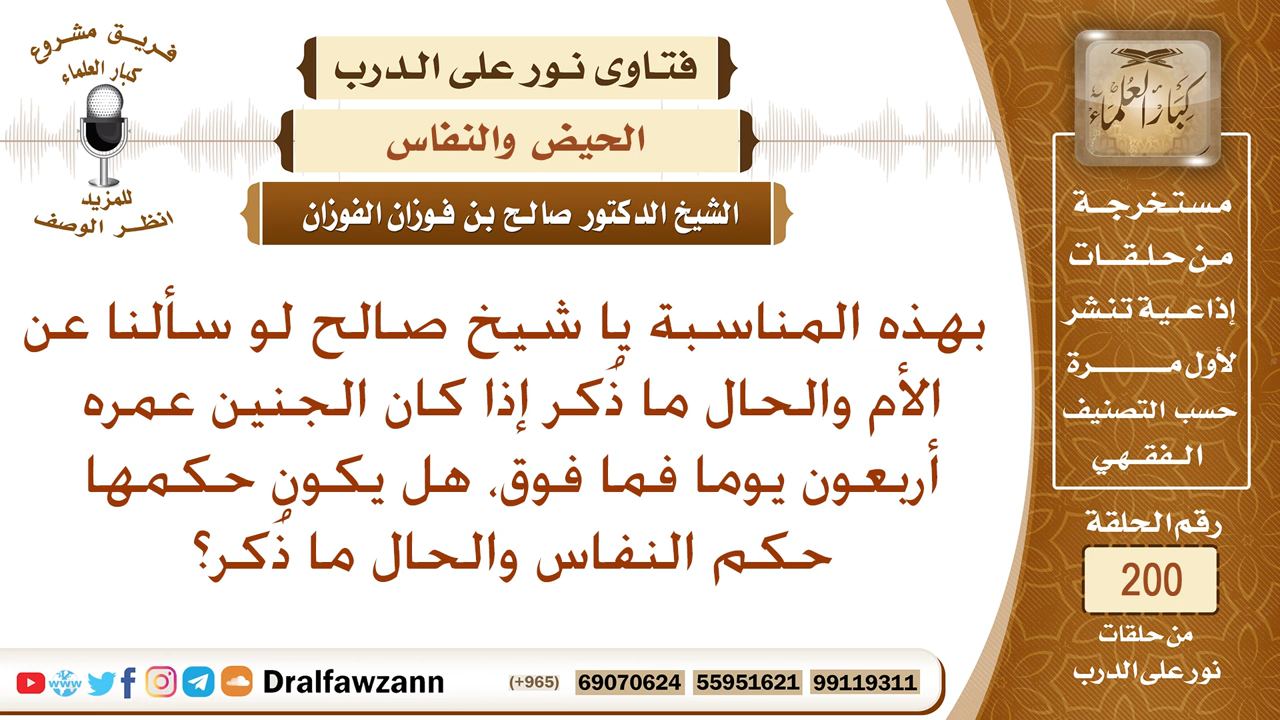 فريق مشروع
كبار العلماء
للمزيد
انظر الوصف
فتاوى نور على الدرب
الحيض والنفاس
الشيخ الدكتور صالح بن فوزان الفوزان
بهذه المناسبة يا شيخ صالح لو سألنا عن
الأم والحال ما ذُكر إذا كان الجنين عمره
أربعون يوما فما فوق، هل يكون حكمها
حكم النفاس والحال ما ذُكر؟
كبار العلماء
مستخرجة
من حلقات
إذاعية تنشر
لأول مرة
حسب التصنيف
الفقهي
رقم الحلقة
200
من حلقات
نور على الدرب
www Dralfawzann (+965) 69070624 55951621 99119311